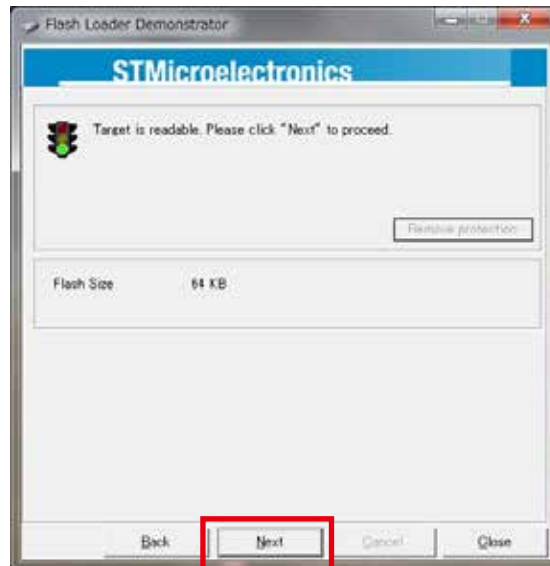 Flash Loader Demonstrator
STMicroelectronics
Target is readable. Please click "Next" to proceed.
Remove protection
Flash Size 64 KB
Back Next Cancel Close